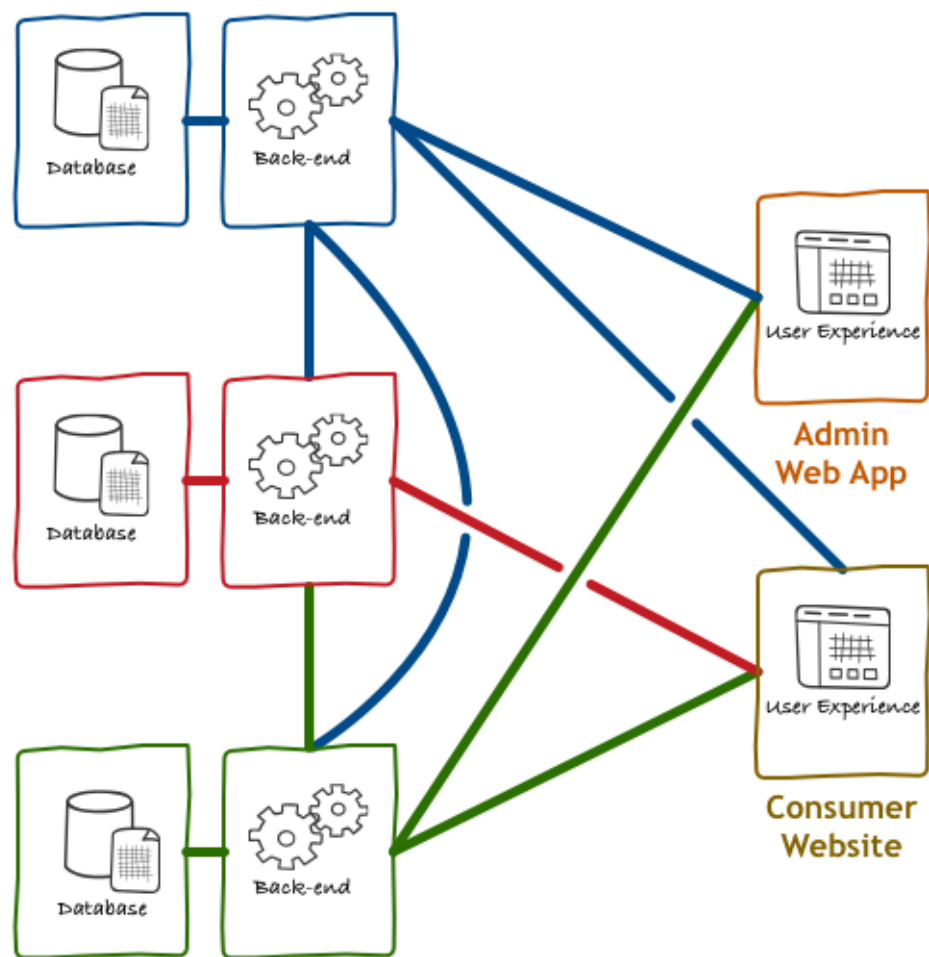 Database
Back-end
User Experience
Admin
Web App
Database
Back-end
User Experience
Consumer
Website
Database
Back-end